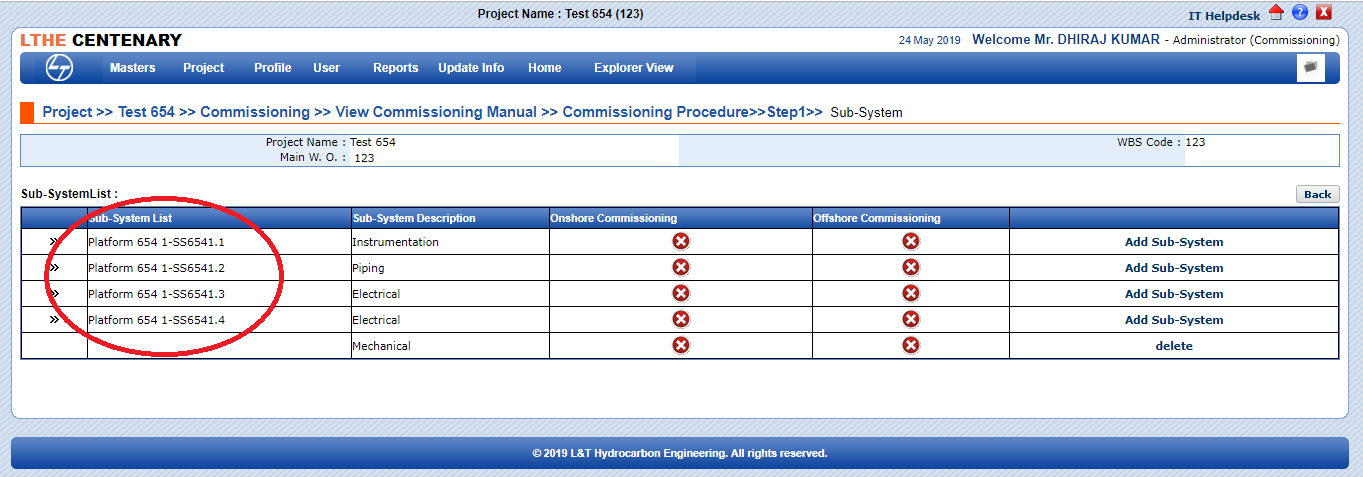 Project Name : Test 654 (123)
IT Helpdesk ? X
LTHE CENTENARY
24 May 2019 Welcome Mr. DHIRAJ KUMAR - Administrator (Commissioning)
LT Masters Project Profile User Reports Update Info Home Explorer View
Project >> Test 654 >> Commissioning >> View Commissioning Manual >> Commissioning Procedure>>Step1>> Sub-System
Project Name : Test 654 WBS Code : 123
Main W. O. : 123
Sub-SystemList : Back
Sub-System List Sub-System Description Onshore Commissioning Offshore Commissioning
» Platform 654 1-SS6541.1 Instrumentation Add Sub-System
» Platform 654 1-SS6541.2 Piping Add Sub-System
» Platform 654 1-SS6541.3 Electrical Add Sub-System
» Platform 654 1-SS6541.4 Electrical Add Sub-System
Mechanical delete
© 2019 L&T Hydrocarbon Engineering. All rights reserved.